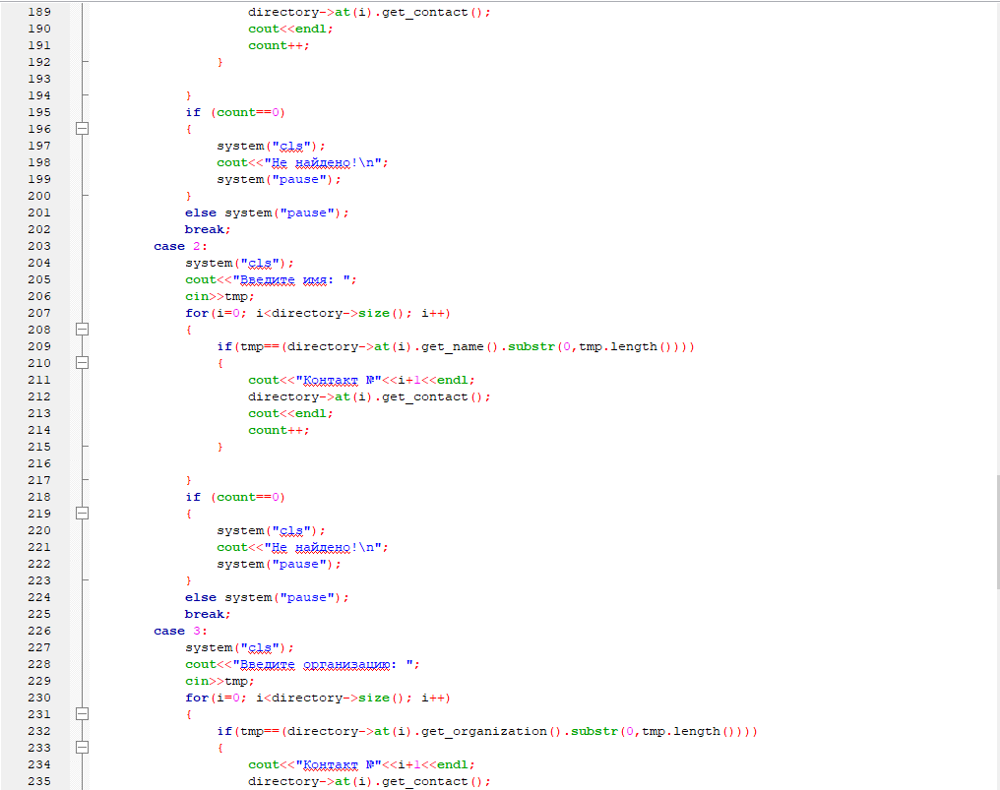 189 directory->at(i).get_contact();
190 cout<<endl;
191 count++;
192 }
193
194 }
195 if (count==0)
196 {
197 system("cls");
198 cout<<"Не найдено!\n";
199 system("pause");
200 }
201 else system("pause");
202 break;
203 case 2:
204 system("cls");
205 cout<<"Введите имя: ";
206 cin>>tmp;
207 for(i=0; i<directory->size(); i++)
208 {
209 if(tmp==(directory->at(i).get_name().substr(0,tmp.length())))
210 {
211 cout<<"Контакт №"<<i+1<<endl;
212 directory->at(i).get_contact();
213 cout<<endl;
214 count++;
215 }
216
217 }
218 if (count==0)
219 {
220 system("cls");
221 cout<<"Не найдено!\n";
222 system("pause");
223 }
224 else system("pause");
225 break;
226 case 3:
227 system("cls");
228 cout<<"Введите организацию: ";
229 cin>>tmp;
230 for(i=0; i<directory->size(); i++)
231 {
232 if(tmp==(directory->at(i).get_organization().substr(0,tmp.length())))
233 {
234 cout<<"Контакт №"<<i+1<<endl;
235 directory->at(i).get_contact();